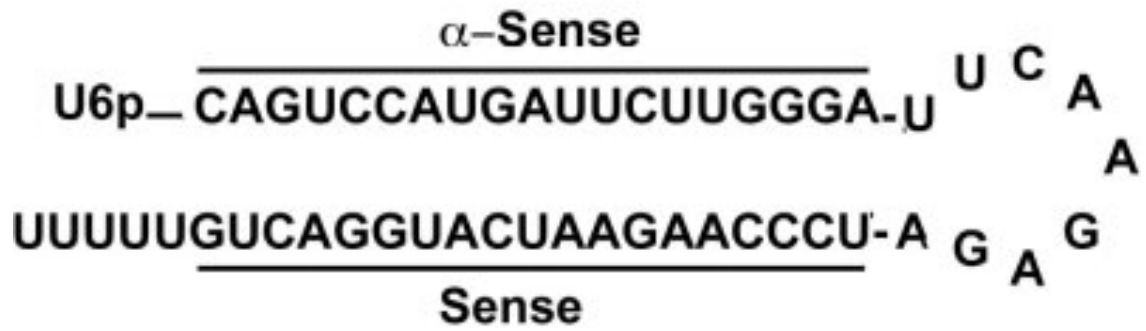 α–Sense
U6p–CAGUCCAUGAUUCUUGGGA-U U C A A G A G A
UUUUUGUCAGGUACUAAGAACCCU-
Sense